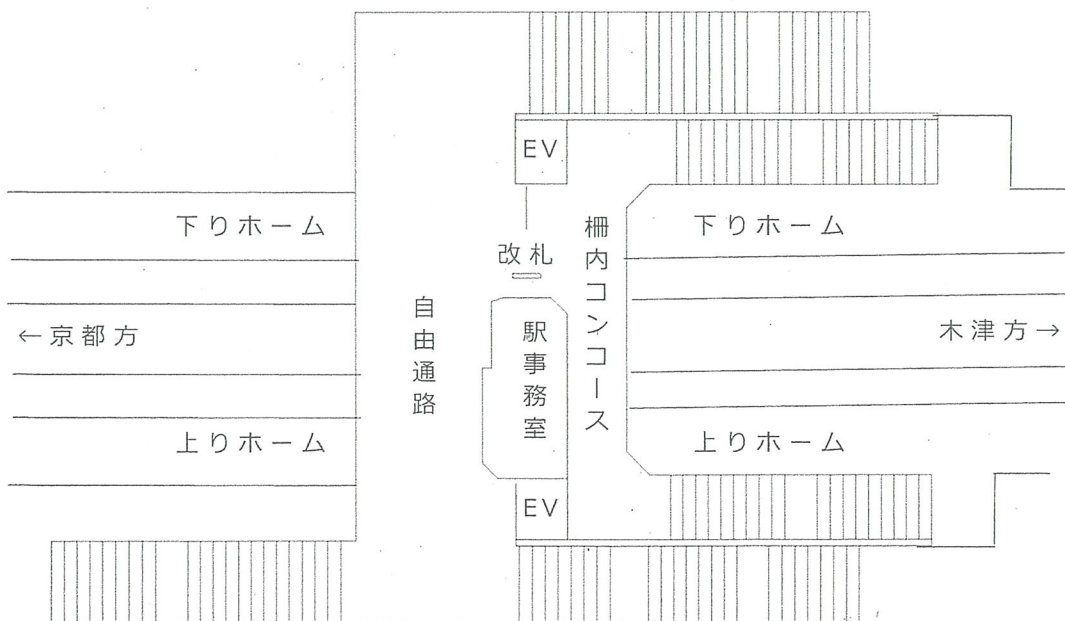 EV
下りホーム
改札
柵内コンコース
下りホーム
←京都方
自由通路
駅事務室
木津方→
上りホーム
上りホーム
EV